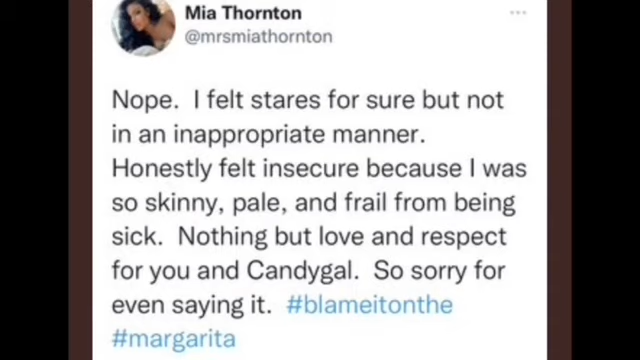 Mia Thornton
@mrsmiathornton
Nope. I felt stares for sure but not
in an inappropriate manner.
Honestly felt insecure because I was
so skinny, pale, and frail from being
sick. Nothing but love and respect
for you and Candygal. So sorry for
even saying it. #blameitonthe
#margarita